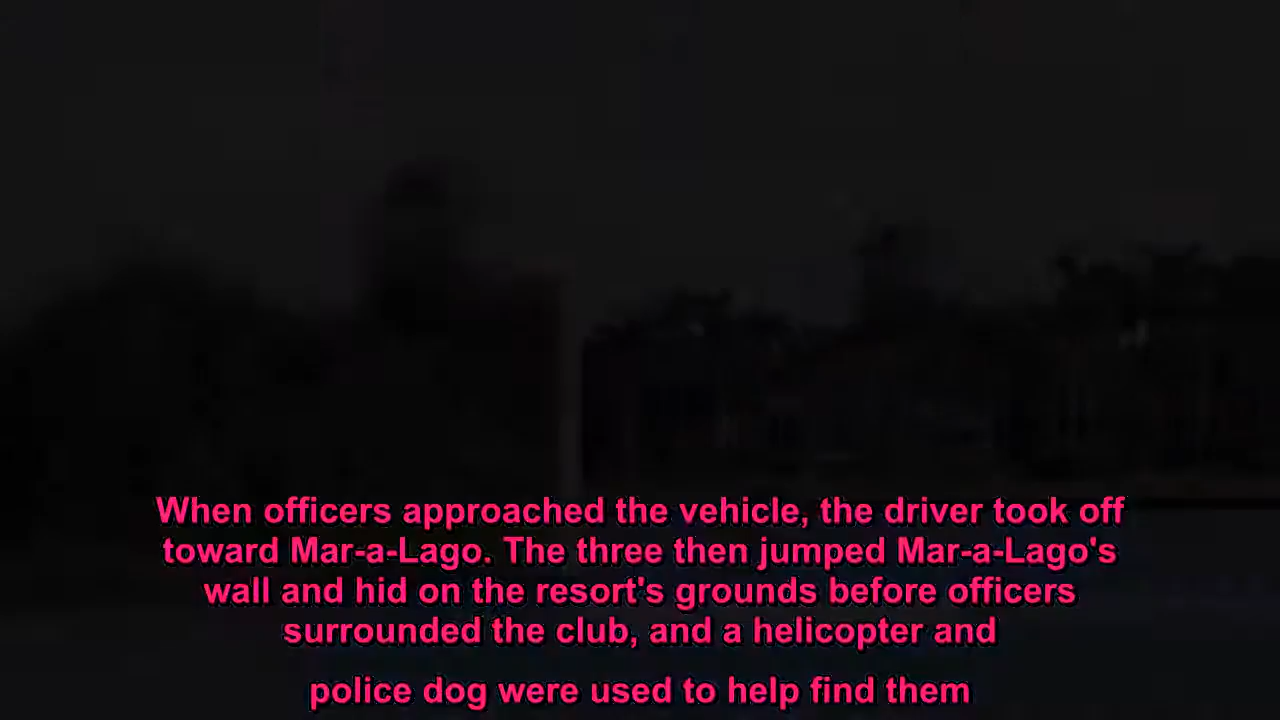 When officers approached the vehicle, the driver took off
toward Mar-a-Lago. The three then jumped Mar-a-Lago's
wall and hid on the resort's grounds before officers
surrounded the club, and a helicopter and
police dog were used to help find them